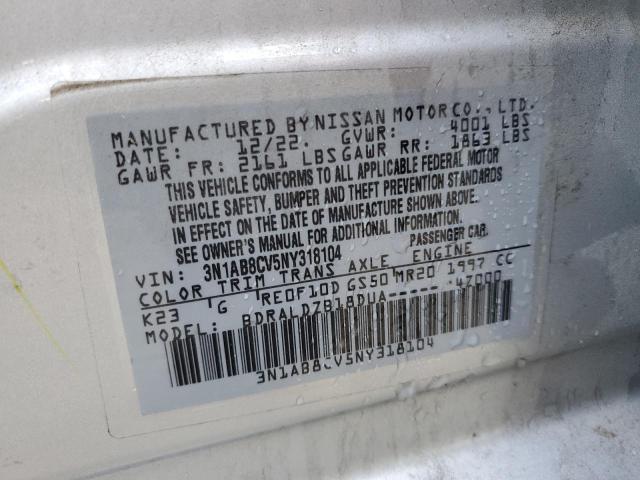 MANUFACTURED BY NISSAN MOTOR CO., LTD.
DATE: 12/22. GVWR: 4001 LBS
GAWR FR: 2161 LBS GAWR RR: 1863 LBS
THIS VEHICLE CONFORMS TO ALL APPLICABLE FEDERAL MOTOR
VEHICLE SAFETY, BUMPER, AND THEFT PREVENTION STANDARDS
IN EFFECT ON THE DATE OF MANUFACTURE SHOWN ABOVE.
SEE OWNER'S MANUAL FOR ADDITIONAL INFORMATION.
VIN: 3N1AB8CV5NY318104 PASSENGER CAR.
COLOR TRIM TRANS AXLE ENGINE
K23 G RE0F10D GS50 MR20 1997 CC
MODEL: BDRALDZB18DUA----- -47000
3N1AB8CV5NY318104